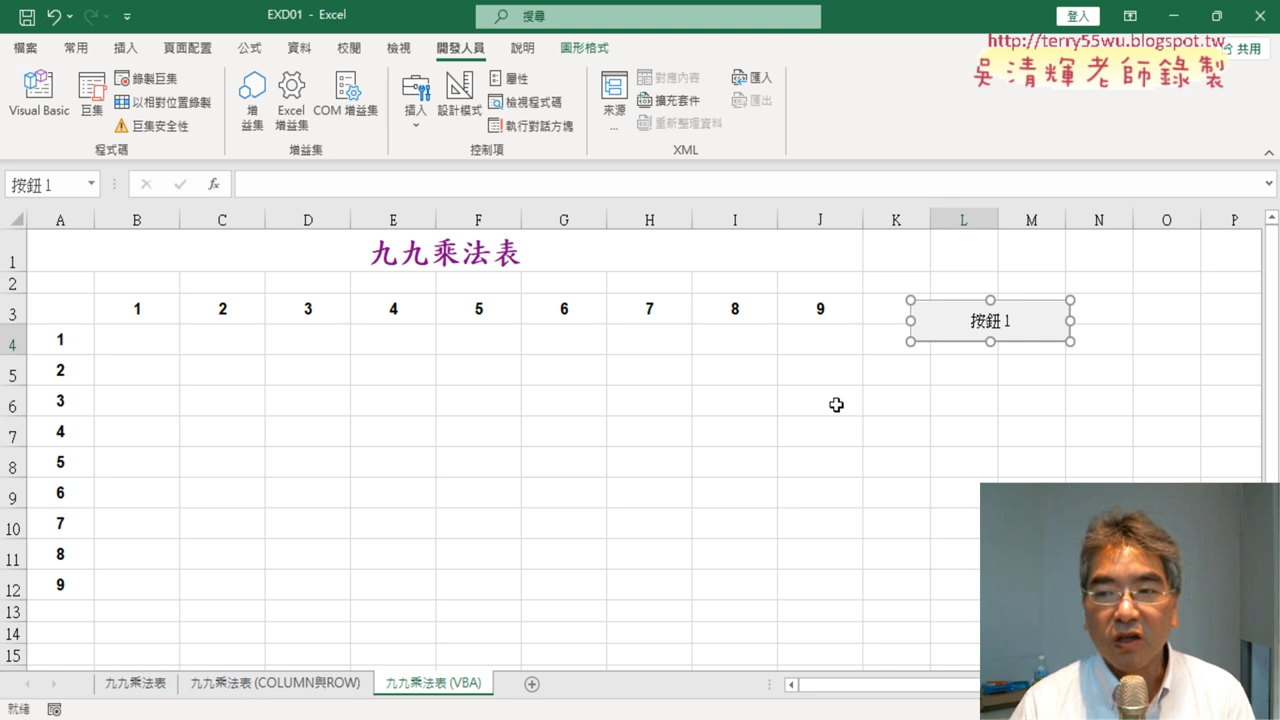 EXD01 - Excel
搜尋
登入
檔案 常用 插入 頁面配置 公式 資料 校閱 檢視 開發人員 說明 圖形格式
共用
http://terry55wu.blogspot.tw
吳清輝老師錄製
Visual Basic
巨集
錄製巨集
以相對位置錄製
巨集安全性
程式碼
增益集
Excel 增益集
COM 增益集
增益集
插入
設計模式
屬性
檢視程式碼
執行對話方塊
控制項
來源
...
對應內容
擴充套件
重新整理資料
匯入
匯出
XML
按鈕 1
fx
A B C D E F G H I J K L M N O P
1 九九乘法表
2
3 1 2 3 4 5 6 7 8 9
按鈕 1
4 1
5 2
6 3
7 4
8 5
9 6
10 7
11 8
12 9
13
14
15
九九乘法表 九九乘法表 (COLUMN與ROW) 九九乘法表 (VBA)
就緒